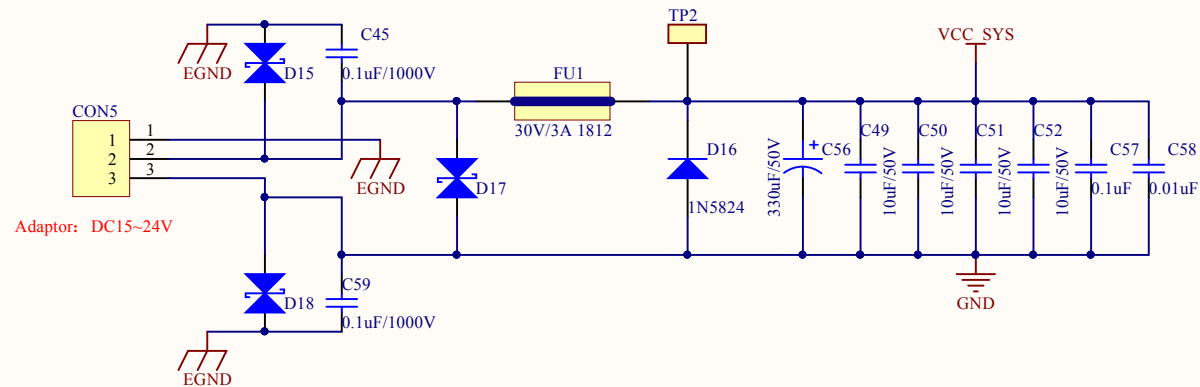 TP2
VCC_SYS
C45
EGND
D15
0.1uF/1000V
FU1
30V/3A 1812
CON5
1
1
2
2
3
3
EGND
D17
D16
1N5824
C56
330uF/50V
C49
10uF/50V
C50
10uF/50V
C51
10uF/50V
C52
10uF/50V
C57
0.1uF
C58
0.01uF
Adaptor: DC15~24V
D18
C59
0.1uF/1000V
GND
EGND